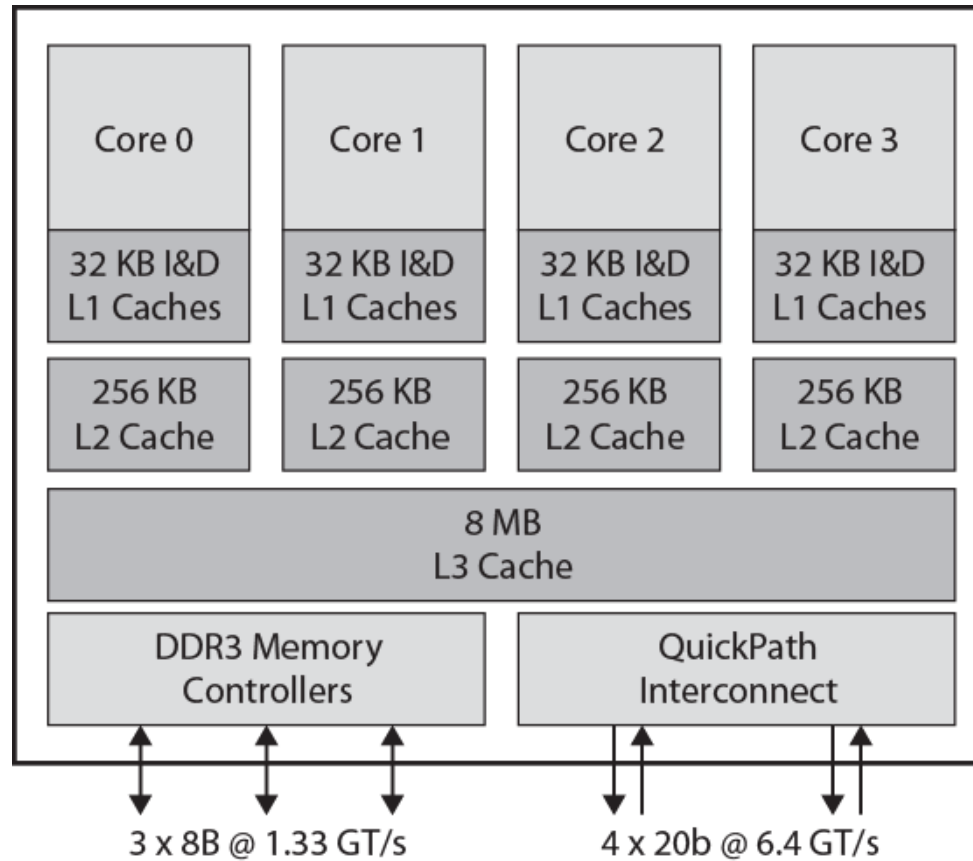 Core 0
Core 1
Core 2
Core 3
32 KB I&D
L1 Caches
32 KB I&D
L1 Caches
32 KB I&D
L1 Caches
32 KB I&D
L1 Caches
256 KB
L2 Cache
256 KB
L2 Cache
256 KB
L2 Cache
256 KB
L2 Cache
8 MB
L3 Cache
DDR3 Memory
Controllers
QuickPath
Interconnect
3 x 8B @ 1.33 GT/s
4 x 20b @ 6.4 GT/s